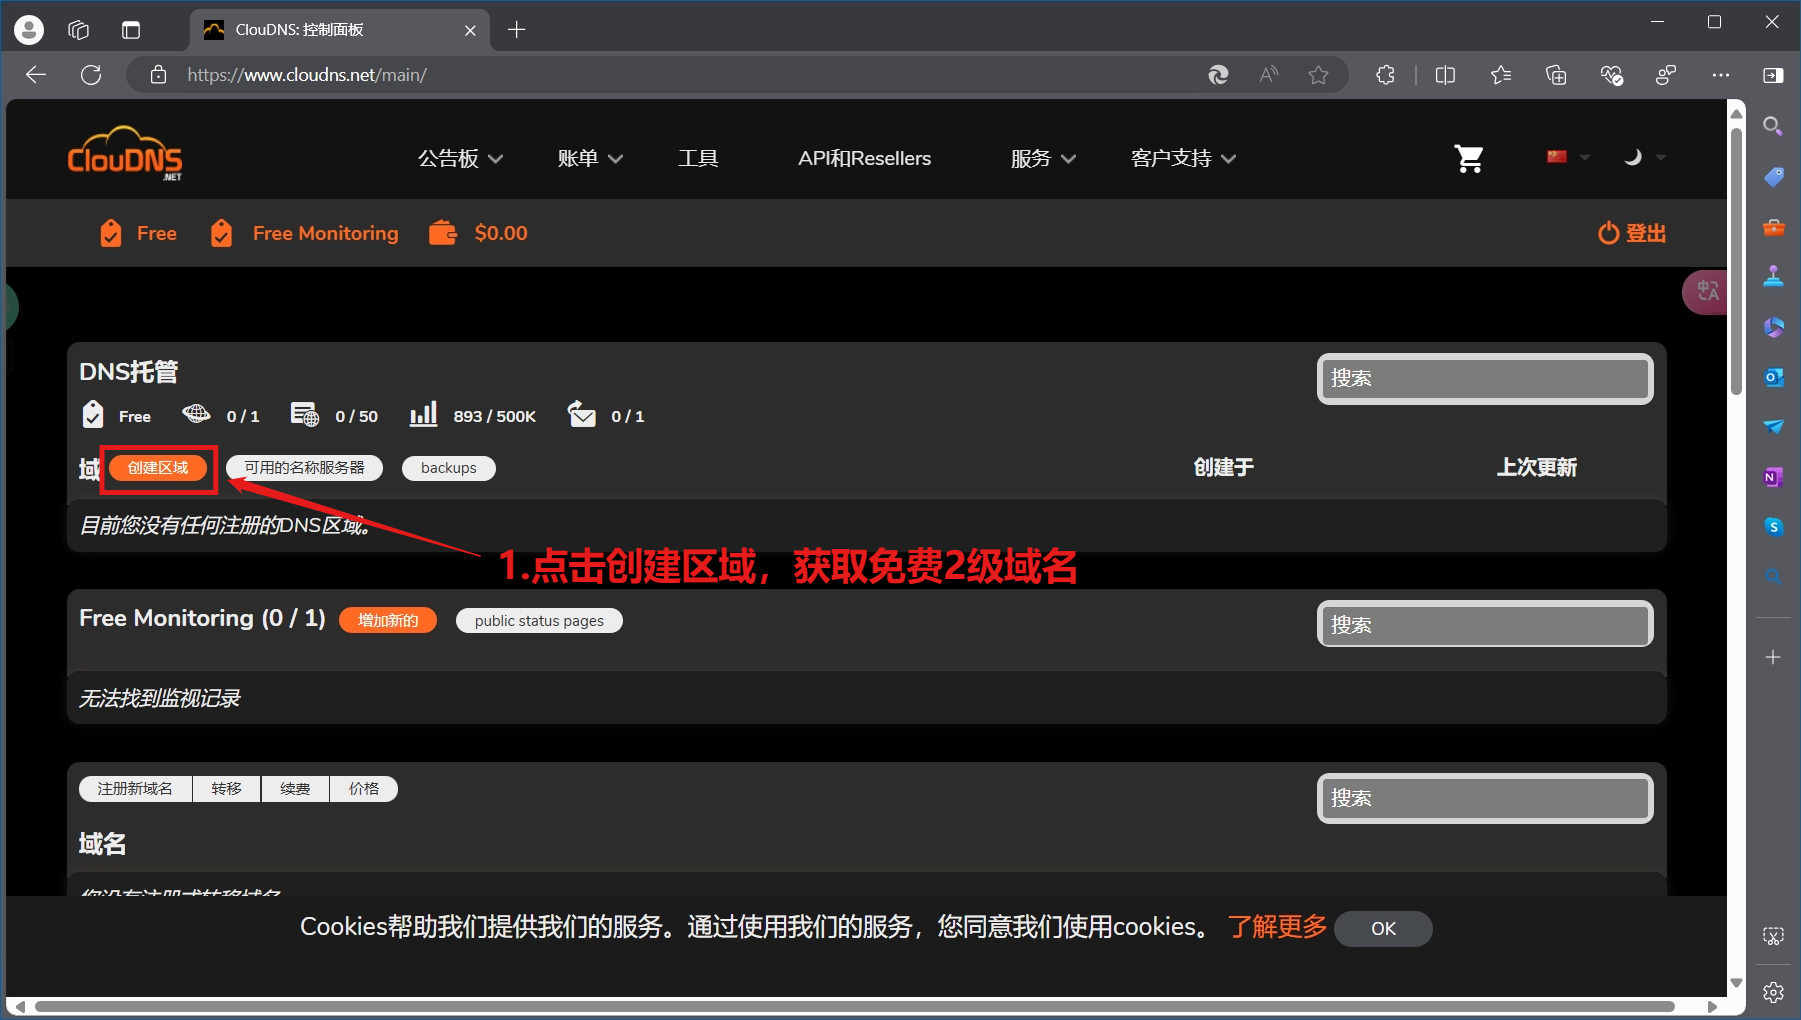 ClouDNS: 控制面板
https://www.cloudns.net/main/
ClouDNS
.NET
公告板 账单 工具 API和Resellers 服务 客户支持
Free Free Monitoring $0.00 登出
DNS托管 搜索
Free 0 / 1 0 / 50 893 / 500K 0 / 1
域 创建区域 可用的名称服务器 backups 创建于 上次更新
目前您没有任何注册的DNS区域。
1.点击创建区域，获取免费2级域名
Free Monitoring (0 / 1) 增加新的 public status pages 搜索
无法找到监视记录
注册新域名 转移 续费 价格 搜索
域名
您没有注册或转移域名
Cookies帮助我们提供我们的服务。通过使用我们的服务，您同意我们使用cookies。 了解更多 OK